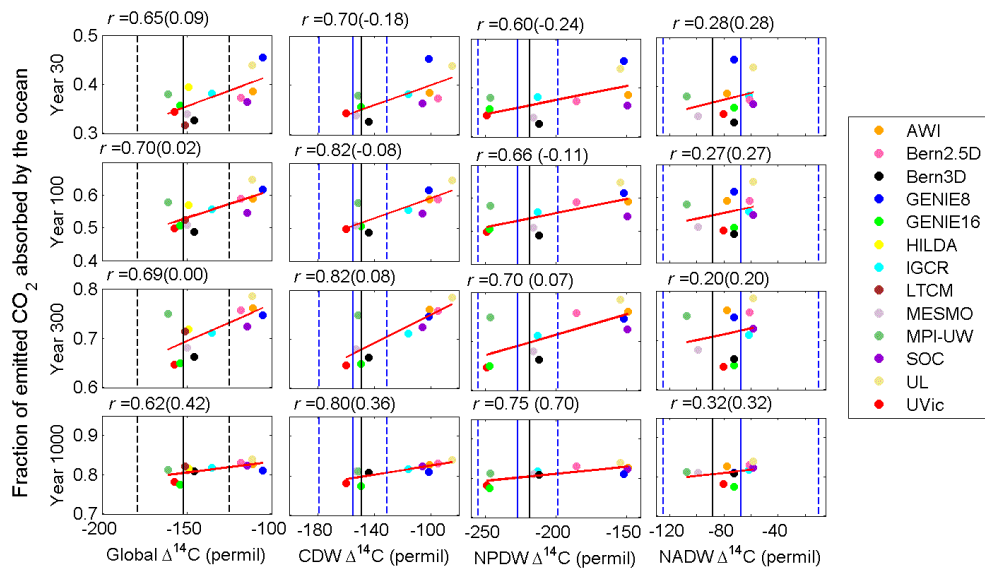 r =0.65(0.09)
r =0.70(-0.18)
r =0.60(-0.24)
r =0.28(0.28)
0.5
0.4
0.3
Year 30
r =0.70(0.02)
r =0.82(-0.08)
r =0.66 (-0.11)
r =0.27(0.27)
0.6
0.5
0.4
Year 100
r =0.69(0.00)
r =0.82(0.08)
r =0.70 (0.07)
r =0.20(0.20)
0.8
0.7
0.6
Year 300
r =0.62(0.42)
r =0.80(0.36)
r =0.75 (0.70)
r =0.32(0.32)
0.9
0.8
0.7
Year 1000
Fraction of emitted CO2 absorbed by the ocean
-200 -150 -100
-180 -140 -100
-250 -200 -150
-120 -80 -40
Global Δ14C (permil)
CDW Δ14C (permil)
NPDW Δ14C (permil)
NADW Δ14C (permil)
AWI
Bern2.5D
Bern3D
GENIE8
GENIE16
HILDA
IGCR
LTCM
MESMO
MPI-UW
SOC
UL
UVic